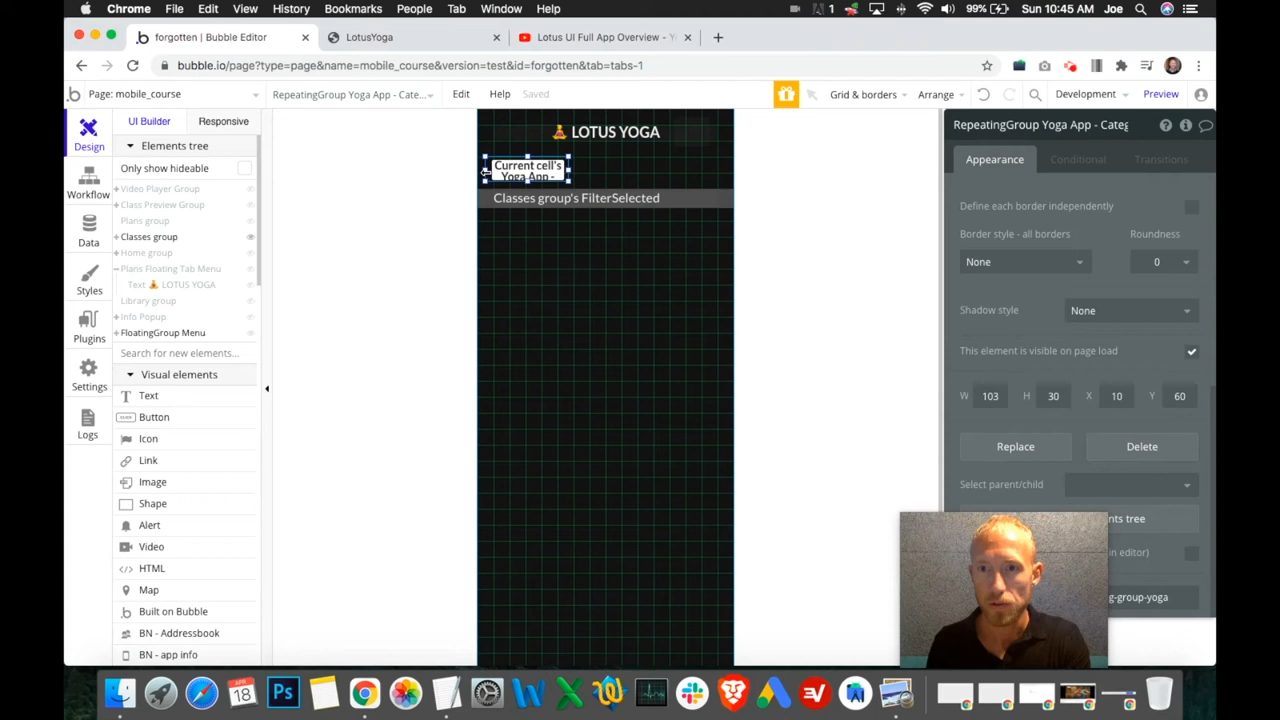 Chrome File Edit View History Bookmarks People Tab Window Help
1 99% Sun 10:45 AM Joe
forgotten | Bubble Editor
LotusYoga
Lotus UI Full App Overview - Y
bubble.io/page?type=page&name=mobile_course&version=test&id=forgotten&tab=tabs-1
Page: mobile_course
RepeatingGroup Yoga App - Cate...
Edit Help Saved
Grid & borders
Arrange
Development
Preview
Design
Workflow
Data
Styles
Plugins
Settings
Logs
UI Builder
Responsive
Elements tree
Only show hideable
Video Player Group
Class Preview Group
Plans group
Classes group
Home group
Plans Floating Tab Menu
Text 🧘 LOTUS YOGA
Library group
Info Popup
FloatingGroup Menu
Search for new elements...
Visual elements
Text
Button
CLICK
Icon
Link
Image
Shape
Alert
Video
HTML
Map
Built on Bubble
BN - Addressbook
BN - app info
🧘 LOTUS YOGA
Current cell's
Yoga App -
Classes group's FilterSelected
RepeatingGroup Yoga App - Categ
Appearance
Conditional
Transitions
Define each border independently
Border style - all borders
Roundness
None
0
Shadow style
None
This element is visible on page load
W 103 H 30 X 10 Y 60
Replace
Delete
Select parent/child
ents tree
in editor)
g-group-yoga
APR
18
Ps